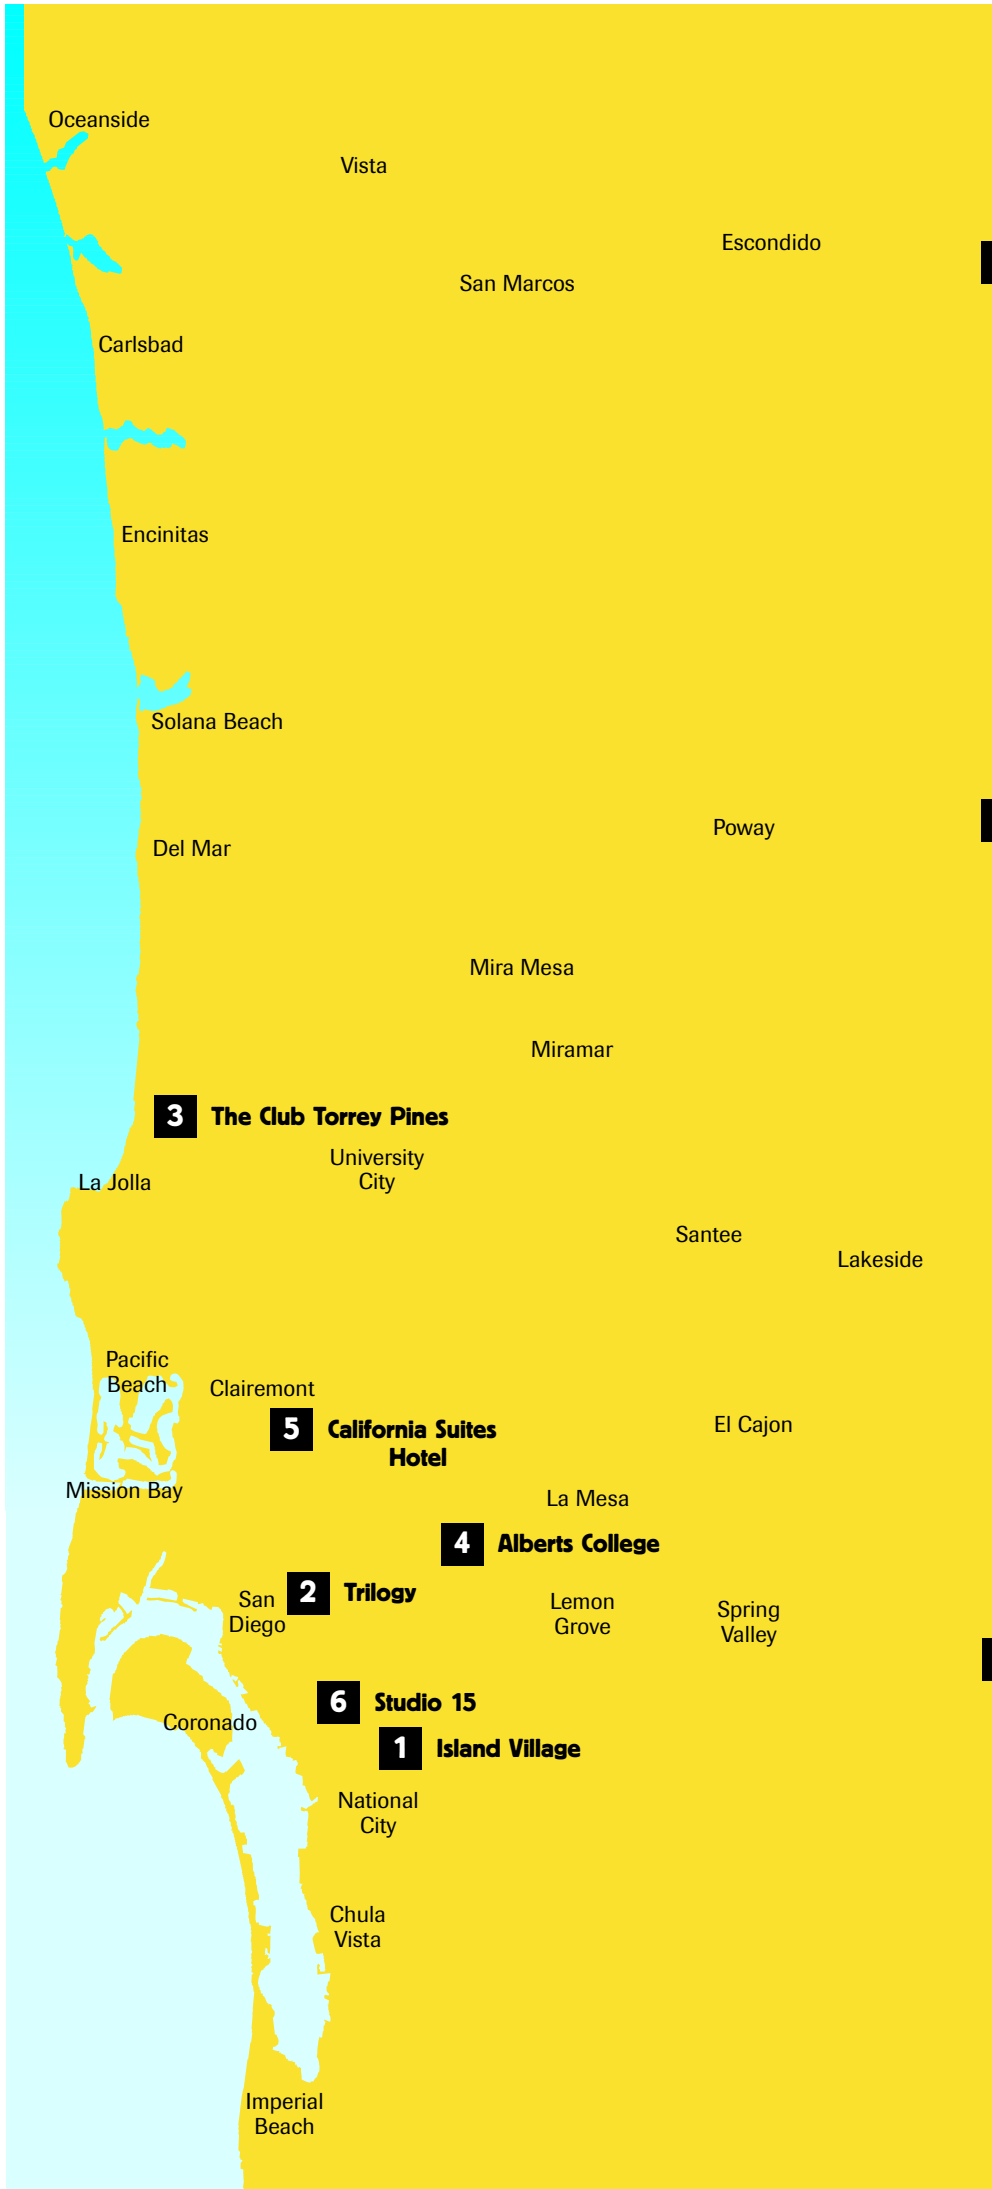 Oceanside
Vista
Escondido
San Marcos
Carlsbad
Encinitas
Solana Beach
Poway
Del Mar
Mira Mesa
Miramar
3 The Club Torrey Pines
University
City
La Jolla
Santee
Lakeside
Pacific
Beach
Clairemont
5 California Suites
Hotel
El Cajon
Mission Bay
La Mesa
4 Alberts College
2 Trilogy
San
Diego
Lemon
Grove
Spring
Valley
6 Studio 15
Coronado
1 Island Village
National
City
Chula
Vista
Imperial
Beach